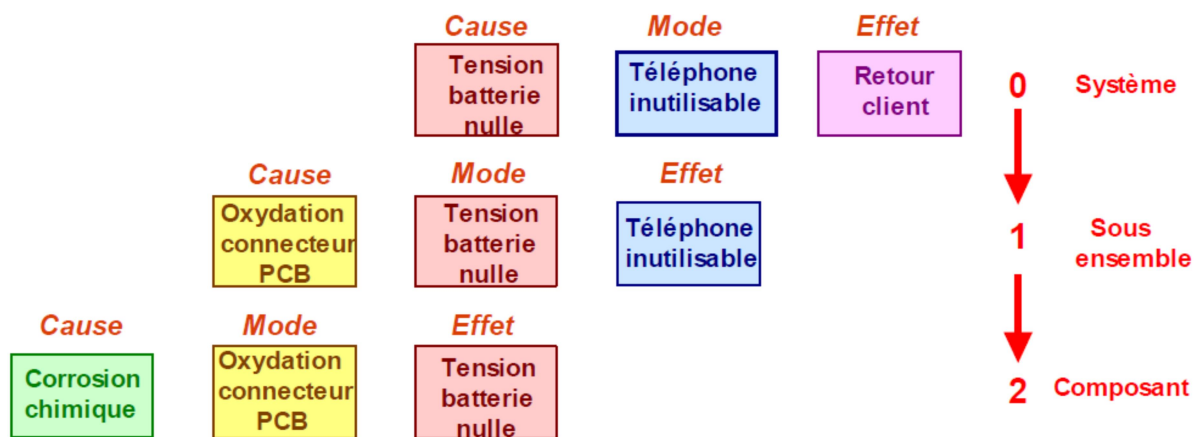 Cause Mode Effet
Tension
batterie
nulle
Téléphone
inutilisable
Retour
client
0 Système
Cause Mode Effet
Oxydation
connecteur
PCB
Tension
batterie
nulle
Téléphone
inutilisable
1 Sous
ensemble
Cause Mode Effet
Corrosion
chimique
Oxydation
connecteur
PCB
Tension
batterie
nulle
2 Composant